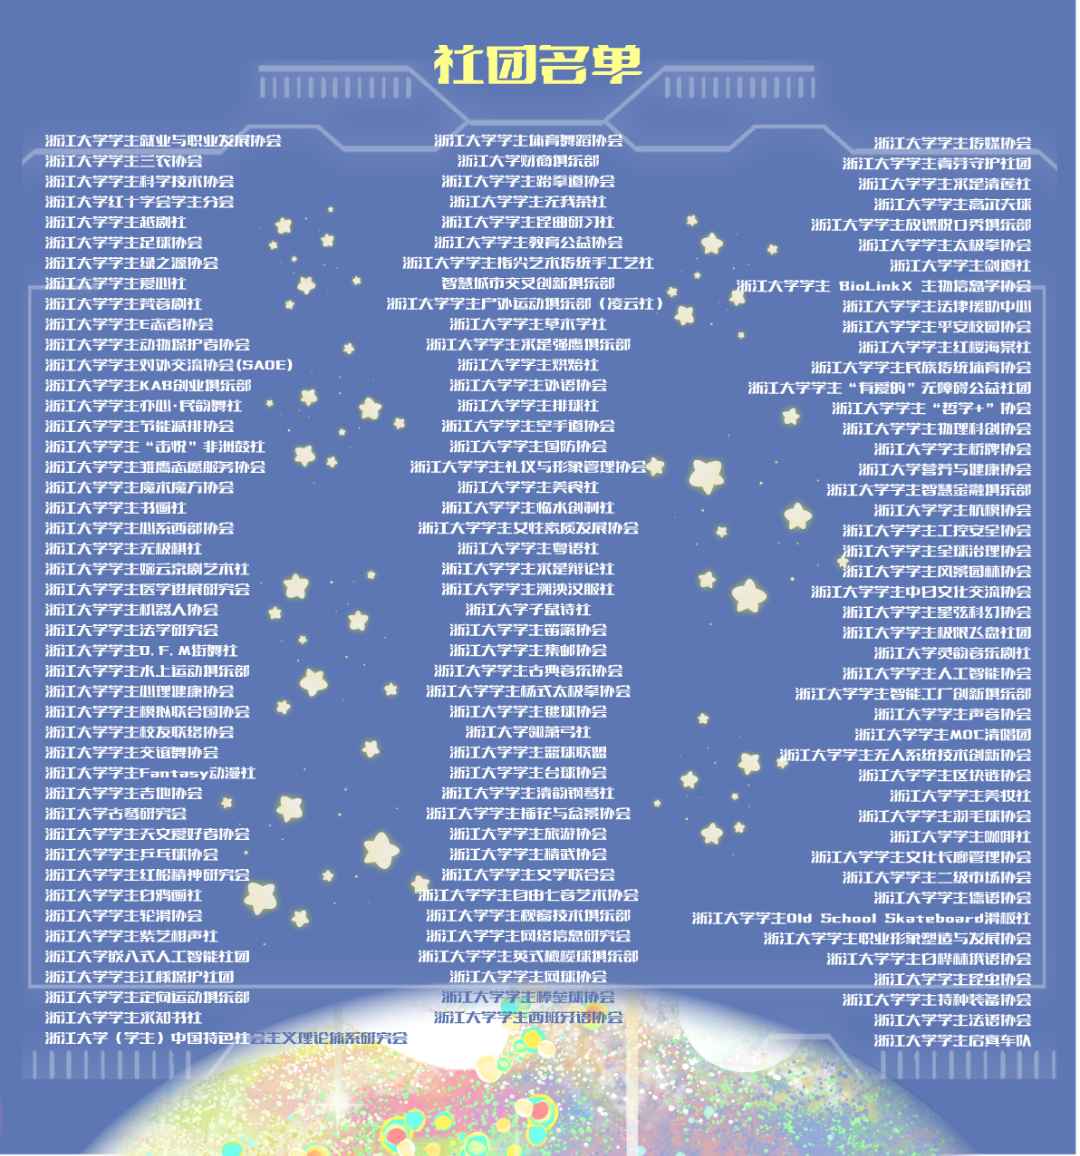 社团名单
浙江大学学生就业与职业发展协会
浙江大学学生三农协会
浙江大学学生科学技术协会
浙江大学红十字会学生分会
浙江大学学生越剧社
浙江大学学生足球协会
浙江大学学生绿之源协会
浙江大学学生爱心社
浙江大学学生梵音剧社
浙江大学学生E志者协会
浙江大学学生动物保护者协会
浙江大学学生对外交流协会(SAOE)
浙江大学学生KAB创业俱乐部
浙江大学学生亦心·民韵舞社
浙江大学学生节能减排协会
浙江大学学生“击悦”非洲鼓社
浙江大学学生雏鹰志愿服务协会
浙江大学学生魔术魔方协会
浙江大学学生书画社
浙江大学学生心系西部协会
浙江大学学生无极棋社
浙江大学学生婉云京剧艺术社
浙江大学学生医学进展研究会
浙江大学学生机器人协会
浙江大学学生法学研究会
浙江大学学生D.F.M街舞社
浙江大学学生水上运动俱乐部
浙江大学学生心理健康协会
浙江大学学生模拟联合国协会
浙江大学学生校友联络协会
浙江大学学生交谊舞协会
浙江大学学生Fantasy动漫社
浙江大学学生吉他协会
浙江大学古琴研究会
浙江大学学生天文爱好者协会
浙江大学学生乒乓球协会
浙江大学学生红船精神研究会
浙江大学学生白鸦画社
浙江大学学生轮滑协会
浙江大学学生紫艺相声社
浙江大学嵌入式人工智能社团
浙江大学学生江豚保护社团
浙江大学学生定向运动俱乐部
浙江大学学生求知书社
浙江大学（学生）中国特色社会主义理论体系研究会
浙江大学学生体育舞蹈协会
浙江大学财商俱乐部
浙江大学学生跆拳道协会
浙江大学学生无我茶社
浙江大学学生昆曲研习社
浙江大学学生教育公益协会
浙江大学学生指尖艺术传统手工艺社
智慧城市交叉创新俱乐部
浙江大学学生户外运动俱乐部（凌云社）
浙江大学学生草木学社
浙江大学学生求是强鹰俱乐部
浙江大学学生烘焙社
浙江大学学生外语协会
浙江大学学生排球社
浙江大学学生空手道协会
浙江大学学生国防协会
浙江大学学生礼仪与形象管理协会
浙江大学学生美食社
浙江大学学生临水创制社
浙江大学学生女性素质发展协会
浙江大学学生粤语社
浙江大学学生求是辩论社
浙江大学学生渊泱汉服社
浙江大学子鼠诗社
浙江大学学生笛箫协会
浙江大学学生集邮协会
浙江大学学生古典音乐协会
浙江大学学生杨式太极拳协会
浙江大学学生毽球协会
浙江大学翎萧弓社
浙江大学学生篮球联盟
浙江大学学生台球协会
浙江大学学生清韵钢琴社
浙江大学学生插花与盆景协会
浙江大学学生旅游协会
浙江大学学生精武协会
浙江大学学生文学联合会
浙江大学学生自由七音艺术协会
浙江大学学生视窗技术俱乐部
浙江大学学生网络信息研究会
浙江大学学生英式橄榄球俱乐部
浙江大学学生网球协会
浙江大学学生棒垒球协会
浙江大学学生西班牙语协会
浙江大学学生传媒协会
浙江大学学生青芽守护社团
浙江大学学生求是清莲社
浙江大学学生高尔夫球
浙江大学学生放课脱口秀俱乐部
浙江大学学生太极拳协会
浙江大学学生剑道社
浙江大学学生 BioLinkX 生物信息学协会
浙江大学学生法律援助中心
浙江大学学生平安校园协会
浙江大学学生红楼海棠社
浙江大学学生民族传统体育协会
浙江大学学生“有爱的”无障碍公益社团
浙江大学学生“哲学+”协会
浙江大学学生物理科创协会
浙江大学学生桥牌协会
浙江大学营养与健康协会
浙江大学学生智慧金融俱乐部
浙江大学学生航模协会
浙江大学学生工控安全协会
浙江大学学生全球治理协会
浙江大学学生风景园林协会
浙江大学学生中日文化交流协会
浙江大学学生星弦科幻协会
浙江大学学生极限飞盘社团
浙江大学灵韵音乐剧社
浙江大学学生人工智能协会
浙江大学学生智能工厂创新俱乐部
浙江大学学生声音协会
浙江大学学生MOC清唱团
浙江大学学生无人系统技术创新协会
浙江大学学生区块链协会
浙江大学学生美妆社
浙江大学学生羽毛球协会
浙江大学学生咖啡社
浙江大学学生文化长廊管理协会
浙江大学学生二级市场协会
浙江大学学生德语协会
浙江大学学生Old School Skateboard滑板社
浙江大学学生职业形象塑造与发展协会
浙江大学学生白桦林俄语协会
浙江大学学生昆虫协会
浙江大学学生特种装备协会
浙江大学学生法语协会
浙江大学学生启真车队